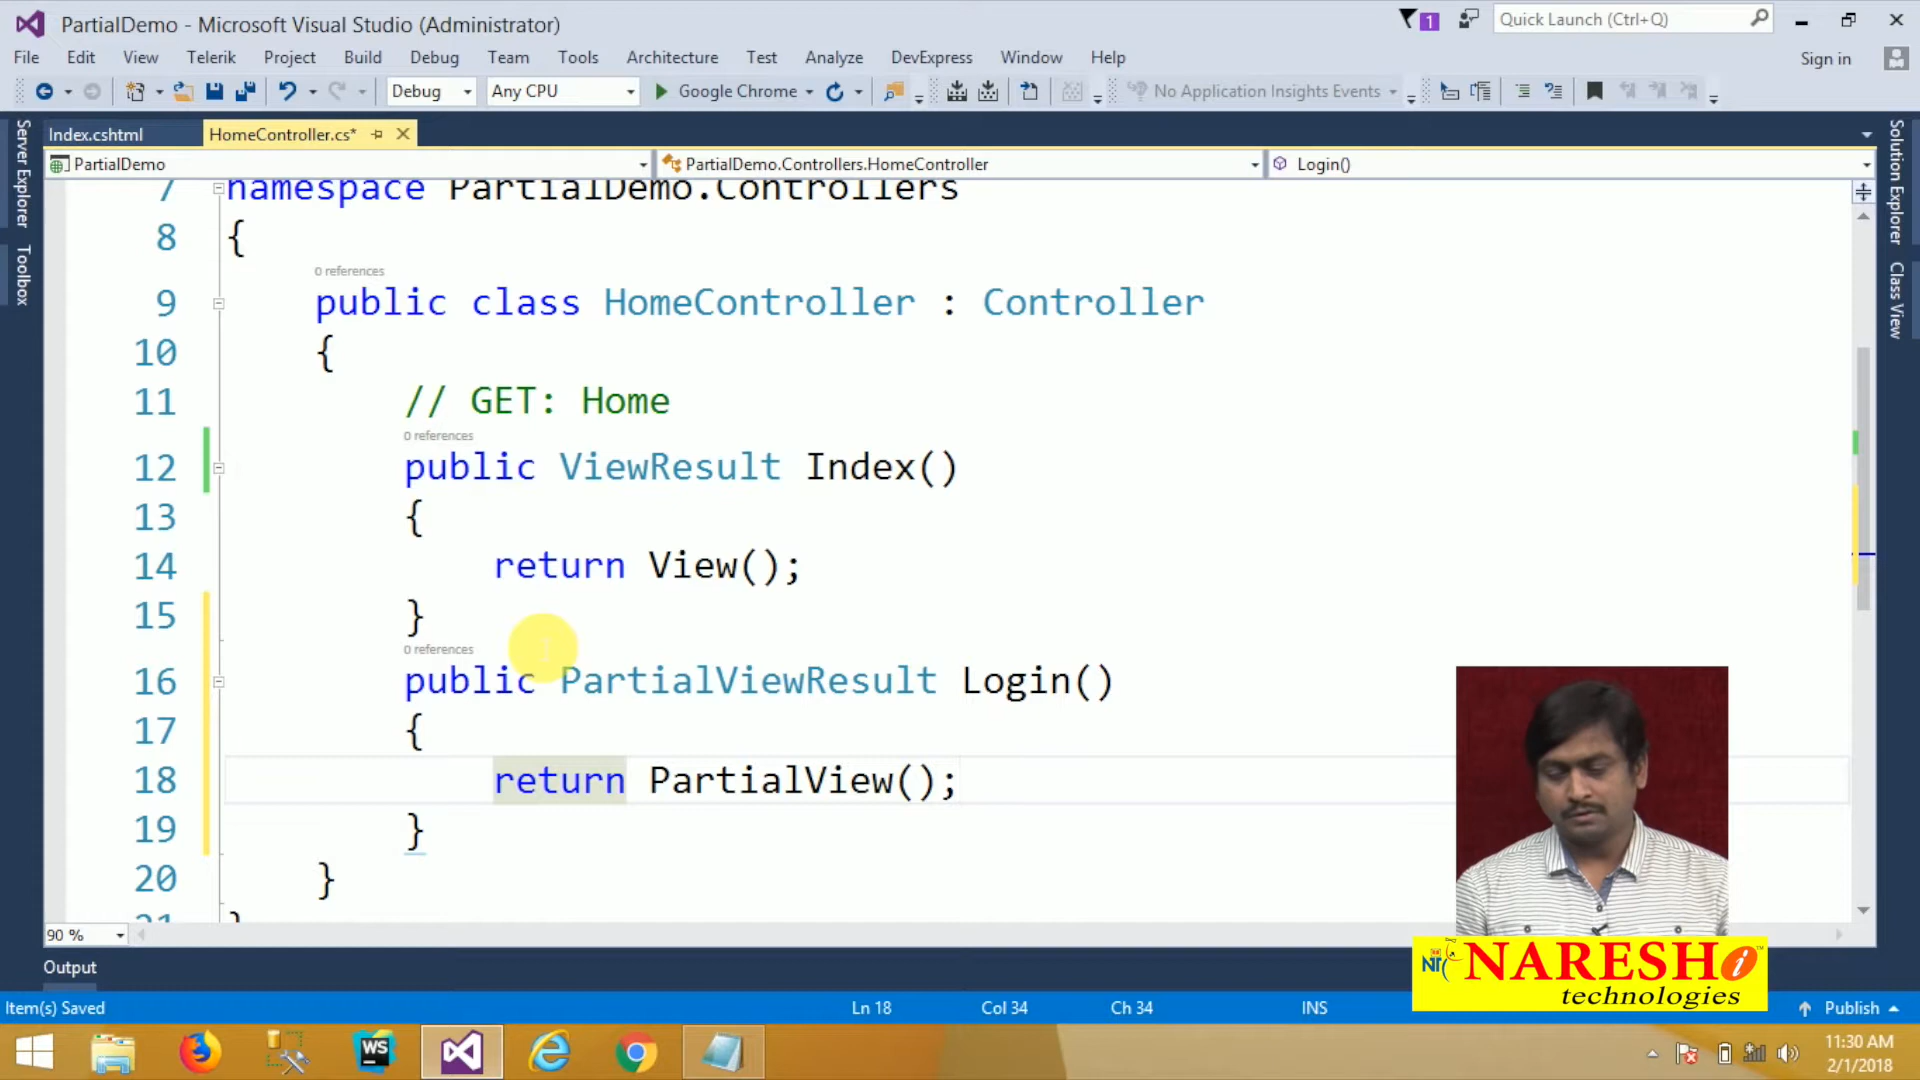 PartialDemo - Microsoft Visual Studio (Administrator)
1
Quick Launch (Ctrl+Q)
File Edit View Telerik Project Build Debug Team Tools Architecture Test Analyze DevExpress Window Help
Sign in
Debug Any CPU Google Chrome No Application Insights Events
Server Explorer
Toolbox
Solution Explorer
Class View
Index.cshtml HomeController.cs*
PartialDemo PartialDemo.Controllers.HomeController Login()
7 namespace PartialDemo.Controllers
8 {
0 references
9 public class HomeController : Controller
10 {
11 // GET: Home
0 references
12 public ViewResult Index()
13 {
14 return View();
15 }
0 references
16 public PartialViewResult Login()
17 {
18 return PartialView();
19 }
20 }
21 }
90 %
Output
NARESH i
technologies
Item(s) Saved Ln 18 Col 34 Ch 34 INS Publish
WS
11:30 AM
2/1/2018